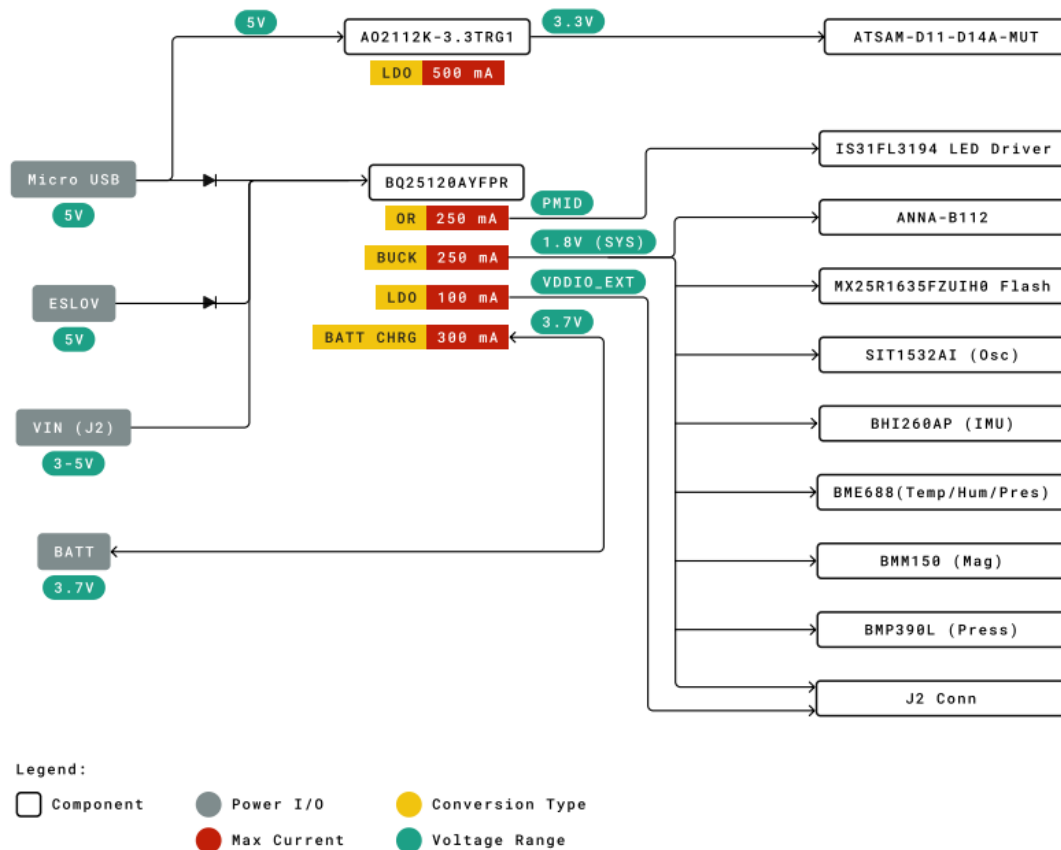 5V
AO2112K-3.3TRG1
3.3V
ATSAM-D11-D14A-MUT
LDO 500 mA
IS31FL3194 LED Driver
Micro USB
5V
BQ25120AYFPR
OR 250 mA
PMID
ANNA-B112
BUCK 250 mA
1.8V (SYS)
MX25R1635FZUIH0 Flash
ESLOV
5V
LDO 100 mA
VDDIO_EXT
BATT CHRG 300 mA
3.7V
SIT1532AI (Osc)
VIN (J2)
3-5V
BHI260AP (IMU)
BME688(Temp/Hum/Pres)
BATT
3.7V
BMM150 (Mag)
BMP390L (Press)
J2 Conn
Legend:
Component
Power I/O
Conversion Type
Max Current
Voltage Range